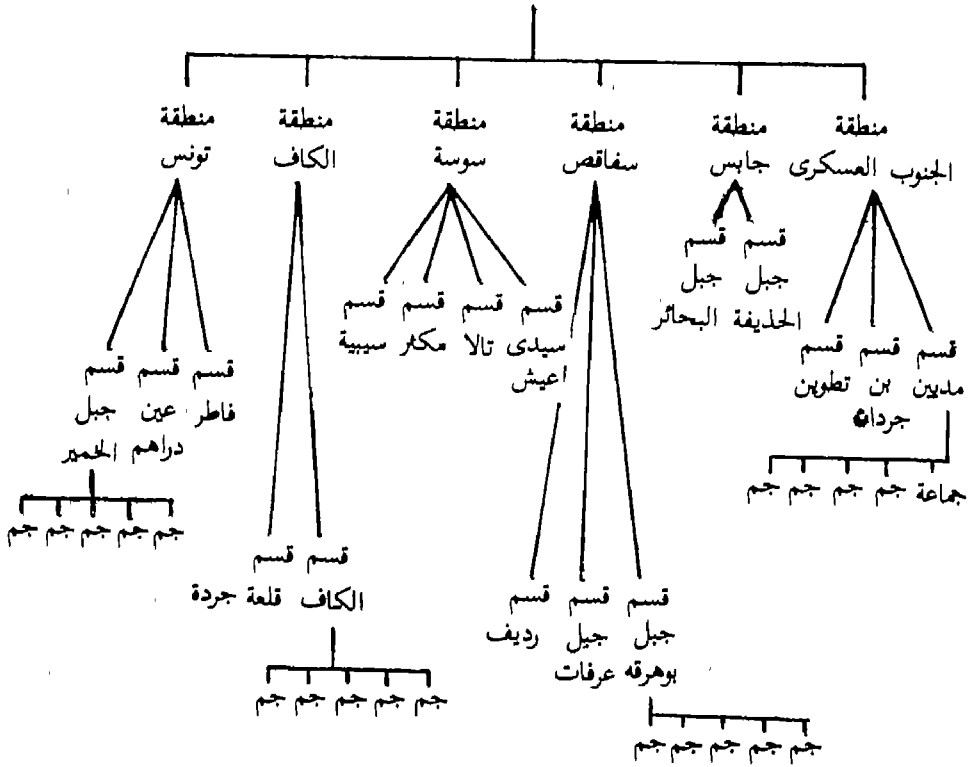 منطقة
الجنوب العسكرى
منطقة
جابس
منطقة
سفاقص
منطقة
سوسة
منطقة
الكاف
منطقة
تونس
قسم
مديين
قسم
بن
جردان
قسم
تطوين
جماعة جم جم جم جم
قسم
جبل
الحذيفة
قسم
جبل
البحائر
قسم
جبل
بوهرقه
قسم
جيل
عرفات
قسم
رديف
جم جم جم جم جم
قسم
سيدى
اعيش
قسم
تالا
قسم
مكثر
قسم
سيبية
قسم
الكاف
قسم
قلعة جردة
جم جم جم جم جم
قسم
فاطر
قسم
عين
دراهم
قسم
جبل
الخمير
جم جم جم جم جم